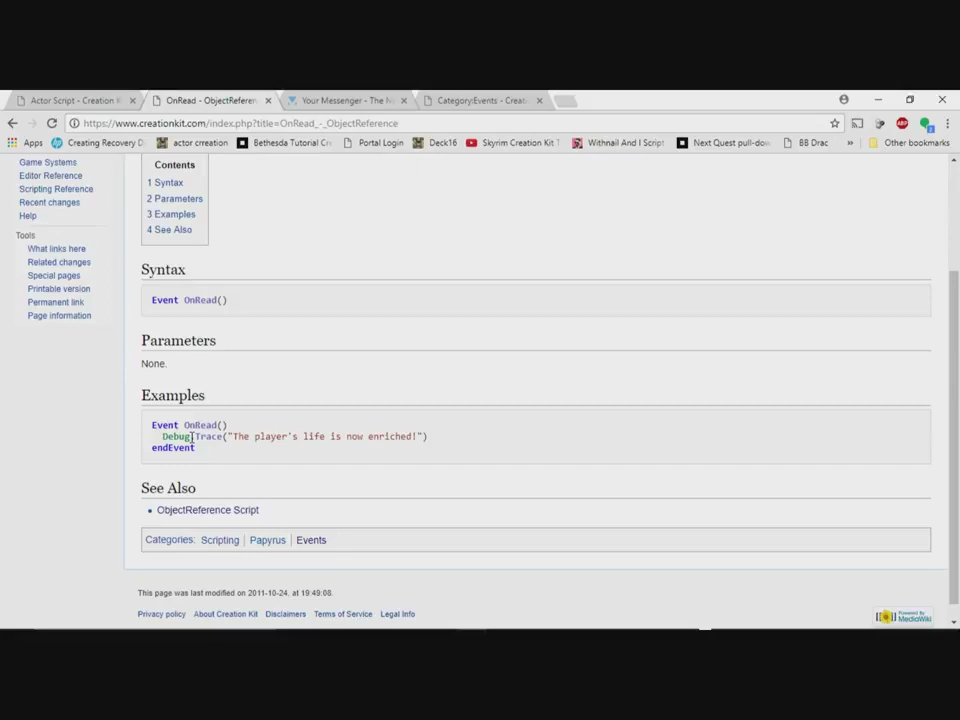 Actor Script - Creation K
OnRead - ObjectReferen
Your Messenger - The N
Category:Events - Creat
https://www.creationkit.com/index.php?title=OnRead_-_ObjectReference
ABP
Apps
Creating Recovery D
actor creation
Bethesda Tutorial Cr
Portal Login
Deck16
Skyrim Creation Kit T
Withnail And I Script
Next Quest pull-dow
BB Drac
Other bookmarks
Game Systems
Editor Reference
Scripting Reference
Recent changes
Help
Tools
What links here
Related changes
Special pages
Printable version
Permanent link
Page information
Contents
1 Syntax
2 Parameters
3 Examples
4 See Also
Syntax
Event OnRead()
Parameters
None.
Examples
Event OnRead()
Debug.Trace("The player's life is now enriched!")
endEvent
See Also
ObjectReference Script
Categories: Scripting | Papyrus | Events
This page was last modified on 2011-10-24, at 19:49:08.
Privacy policy About Creation Kit Disclaimers Terms of Service Legal Info
Powered By
MediaWiki